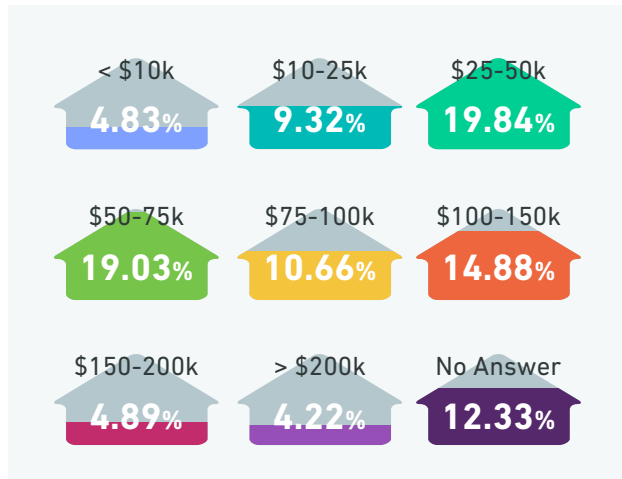 < $10k
$10-25k
$25-50k
4.83%
9.32%
19.84%
$50-75k
$75-100k
$100-150k
19.03%
10.66%
14.88%
$150-200k
> $200k
No Answer
4.89%
4.22%
12.33%